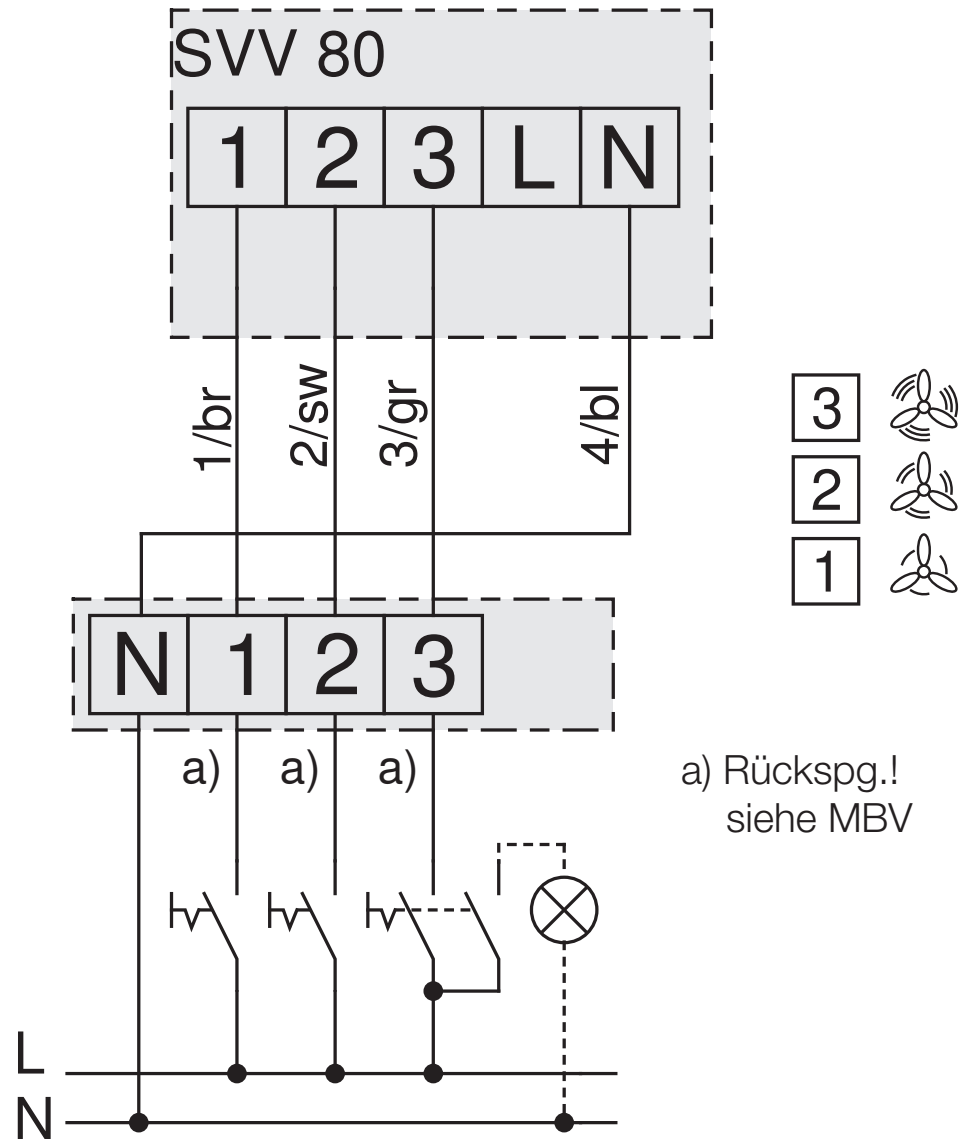 SVV 80
1 2 3 L N
1/br 2/sw 3/gr 4/bl
3
2
1
N 1 2 3
a) a) a)
a) Rückspg.!
siehe MBV
L
N